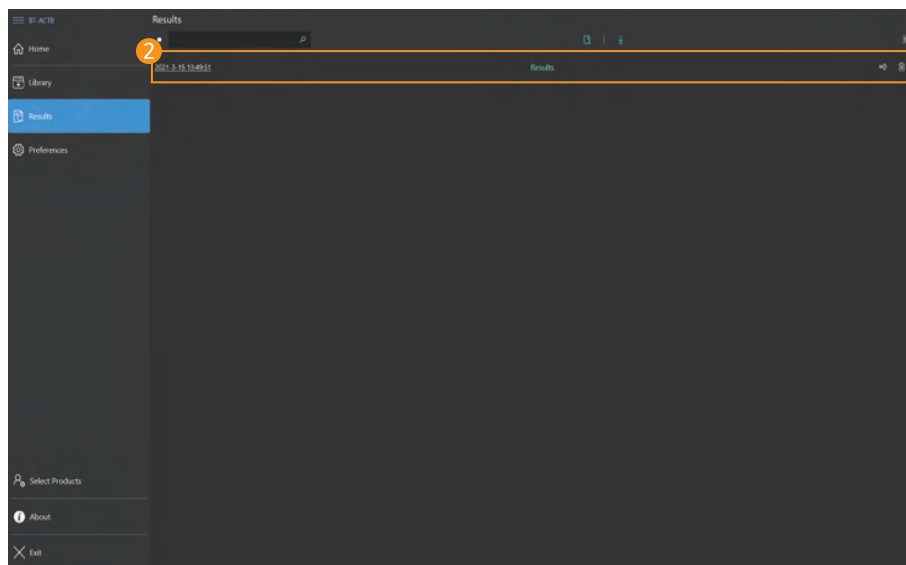 BT-ACTB
Results
Home
2
2021-3-15 13:49:51
Results
Library
Results
Preferences
Select Products
About
Exit